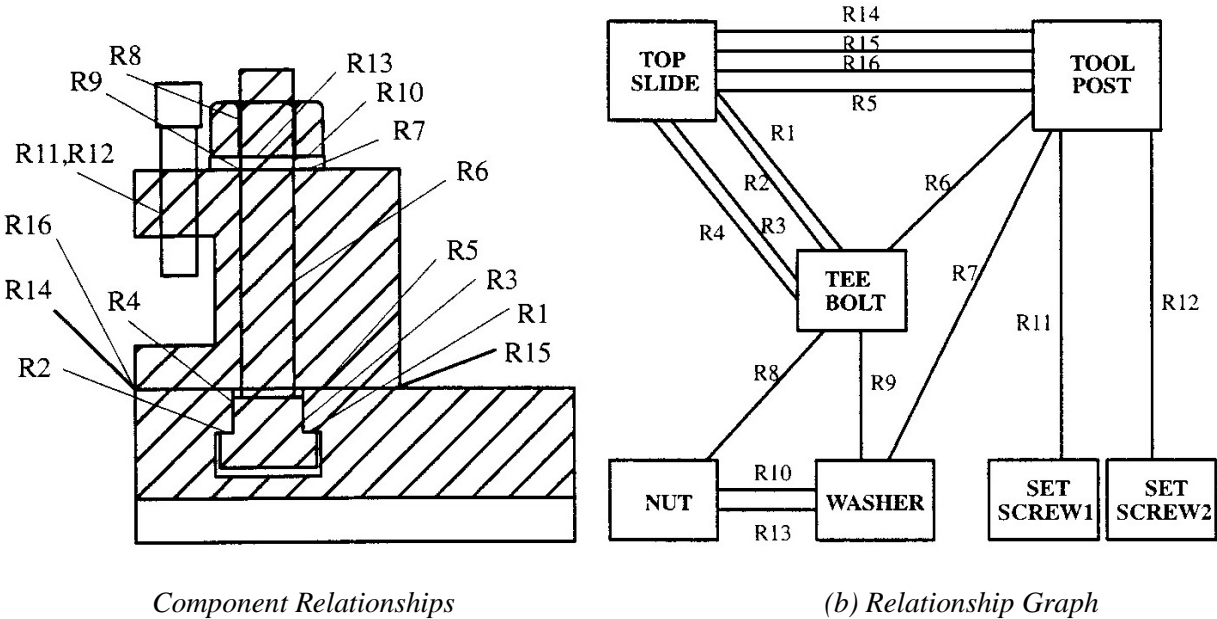 R8
R9
R13
R10
R7
R11,R12
R6
R16
R5
R14
R4
R3
R1
R2
R15
Component Relationships
R14
TOP
SLIDE
R15
R16
R5
TOOL
POST
R1
R2
R6
R4
R3
TEE
BOLT
R7
R11
R12
R8
R9
NUT
R10
WASHER
R13
SET
SCREW1
SET
SCREW2
(b) Relationship Graph